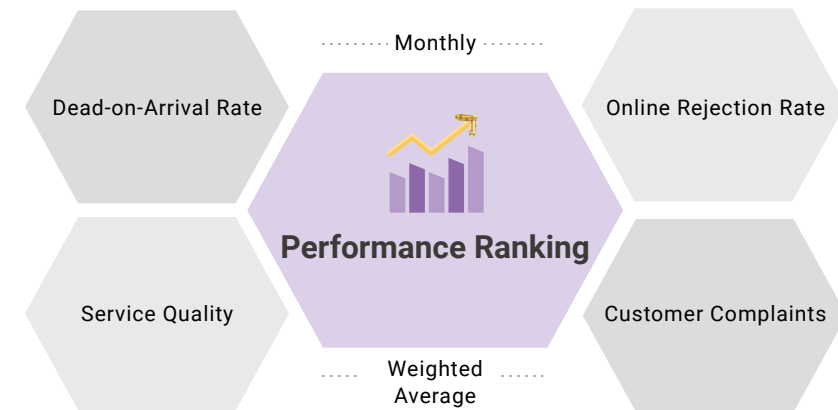 Monthly
Dead-on-Arrival Rate
Online Rejection Rate
Performance Ranking
Service Quality
Customer Complaints
Weighted
Average